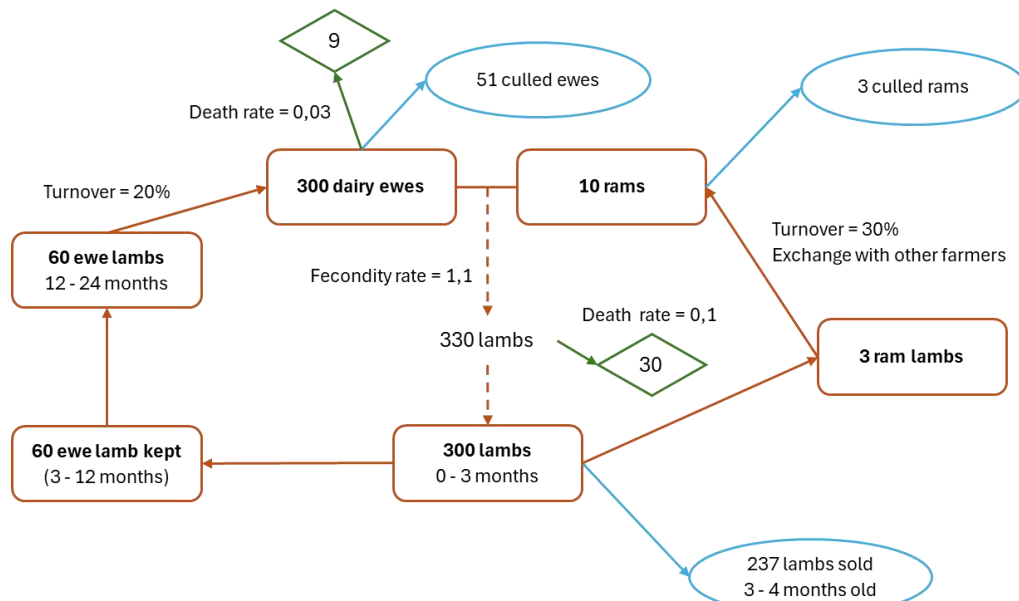 9
51 culled ewes
3 culled rams
Death rate = 0,03
300 dairy ewes
10 rams
Turnover = 20%
Turnover = 30%
Exchange with other farmers
60 ewe lambs
12 - 24 months
Fecondity rate = 1,1
Death  rate = 0,1
330 lambs
30
3 ram lambs
60 ewe lamb kept
(3 - 12 months)
300 lambs
0 - 3 months
237 lambs sold
3 - 4 months old